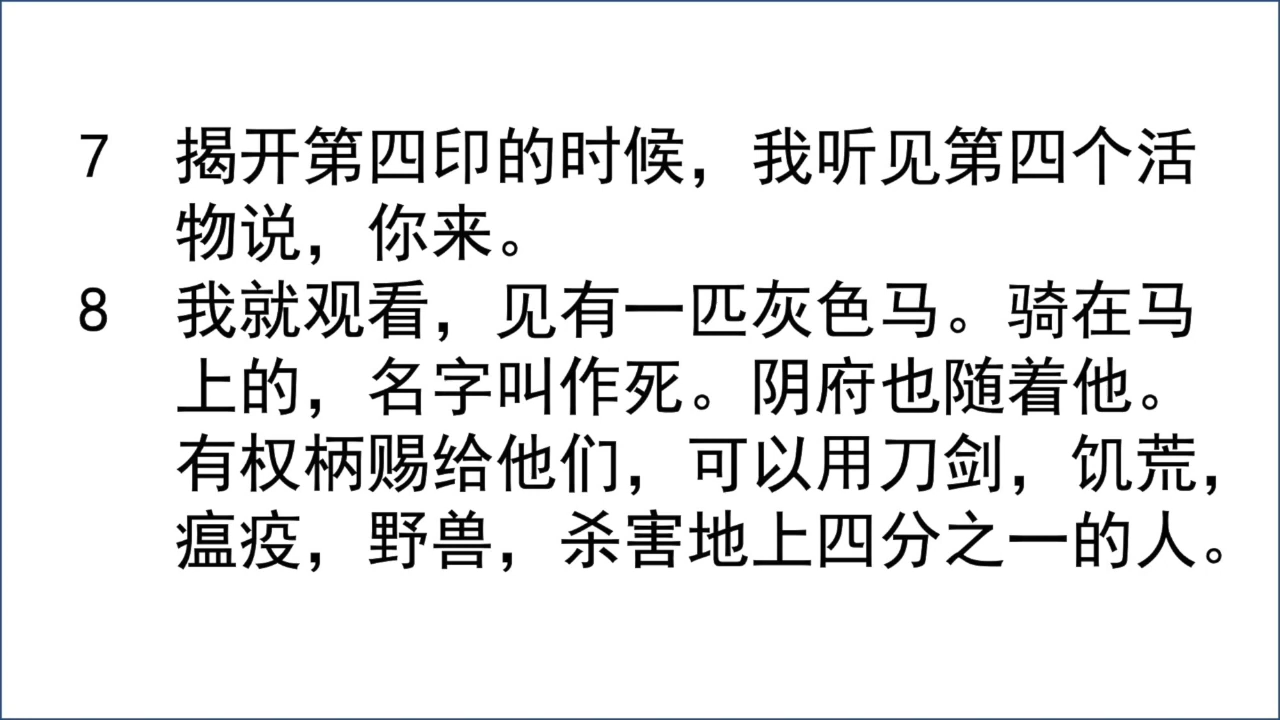 7 揭开第四印的时候，我听见第四个活
物说，你来。
8 我就观看，见有一匹灰色马。骑在马
上的，名字叫作死。阴府也随着他。
有权柄赐给他们，可以用刀剑，饥荒，
瘟疫，野兽，杀害地上四分之一的人。